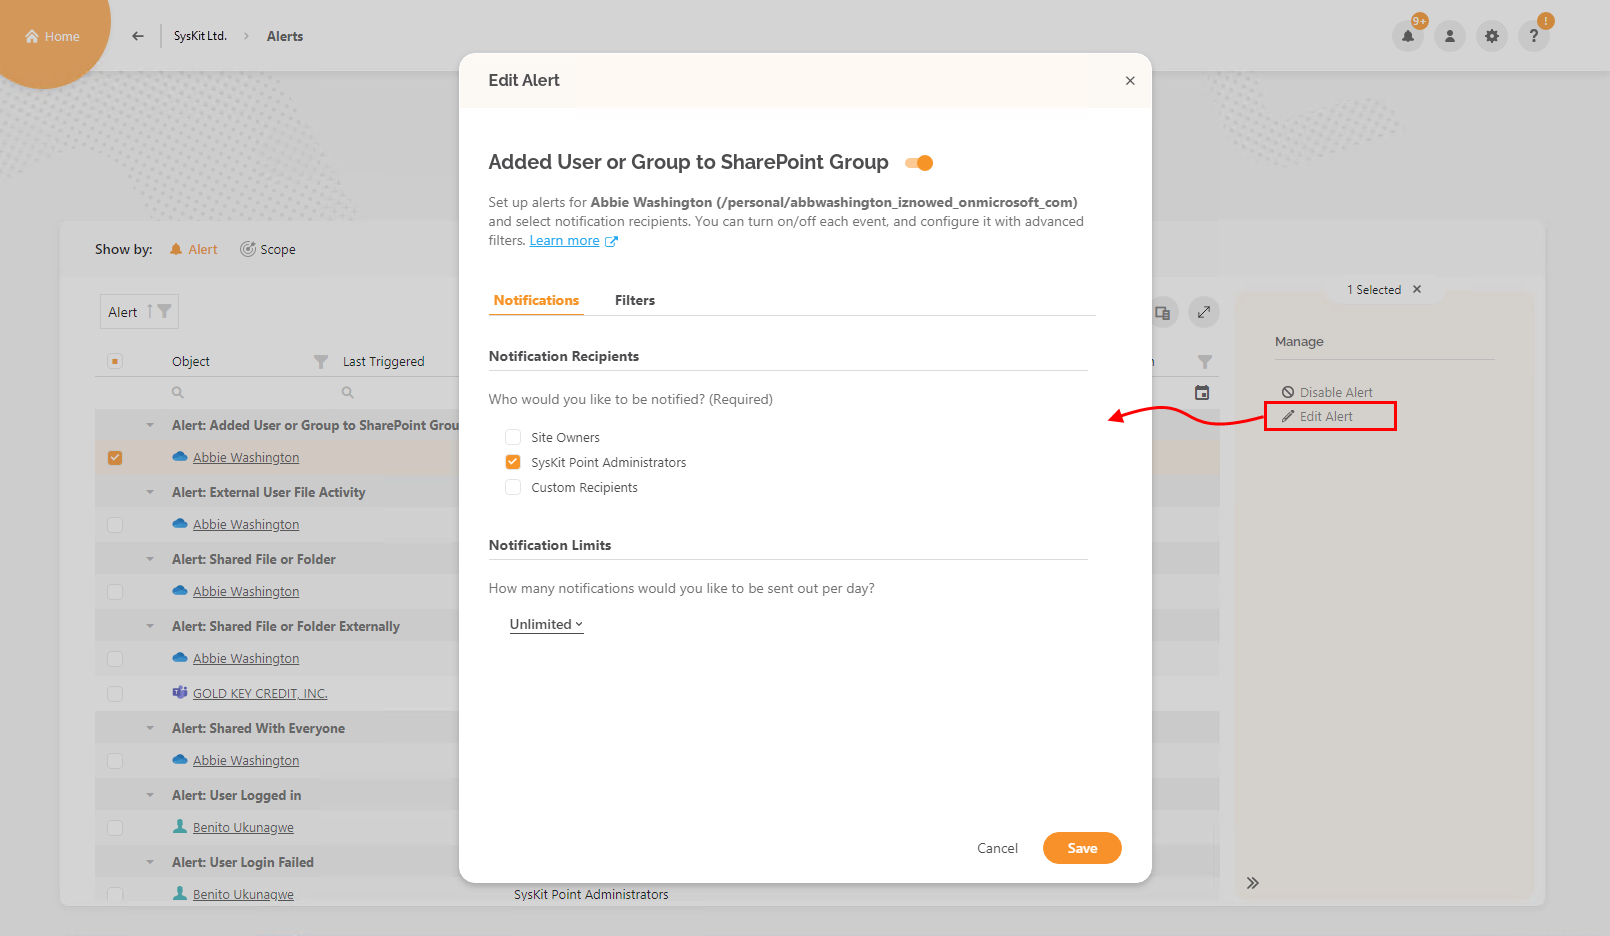 Home
SysKit Ltd.
Alerts
9+
!
?
Edit Alert
Added User or Group to SharePoint Group
Set up alerts for Abbie Washington (/personal/abbwashington_iznowed_onmicrosoft_com)
and select notification recipients. You can turn on/off each event, and configure it with advanced
filters. Learn more
Show by:
Alert
Scope
Notifications
Filters
1 Selected
Alert
Manage
Object
Last Triggered
Notification Recipients
Who would you like to be notified? (Required)
Disable Alert
Edit Alert
Alert: Added User or Group to SharePoint Grou
Site Owners
Abbie Washington
SysKit Point Administrators
Alert: External User File Activity
Custom Recipients
Abbie Washington
Notification Limits
Alert: Shared File or Folder
Abbie Washington
How many notifications would you like to be sent out per day?
Alert: Shared File or Folder Externally
Unlimited
Abbie Washington
GOLD KEY CREDIT, INC.
Alert: Shared With Everyone
Abbie Washington
Alert: User Logged in
Benito Ukunagwe
Cancel
Save
Alert: User Login Failed
Benito Ukunagwe
SysKit Point Administrators